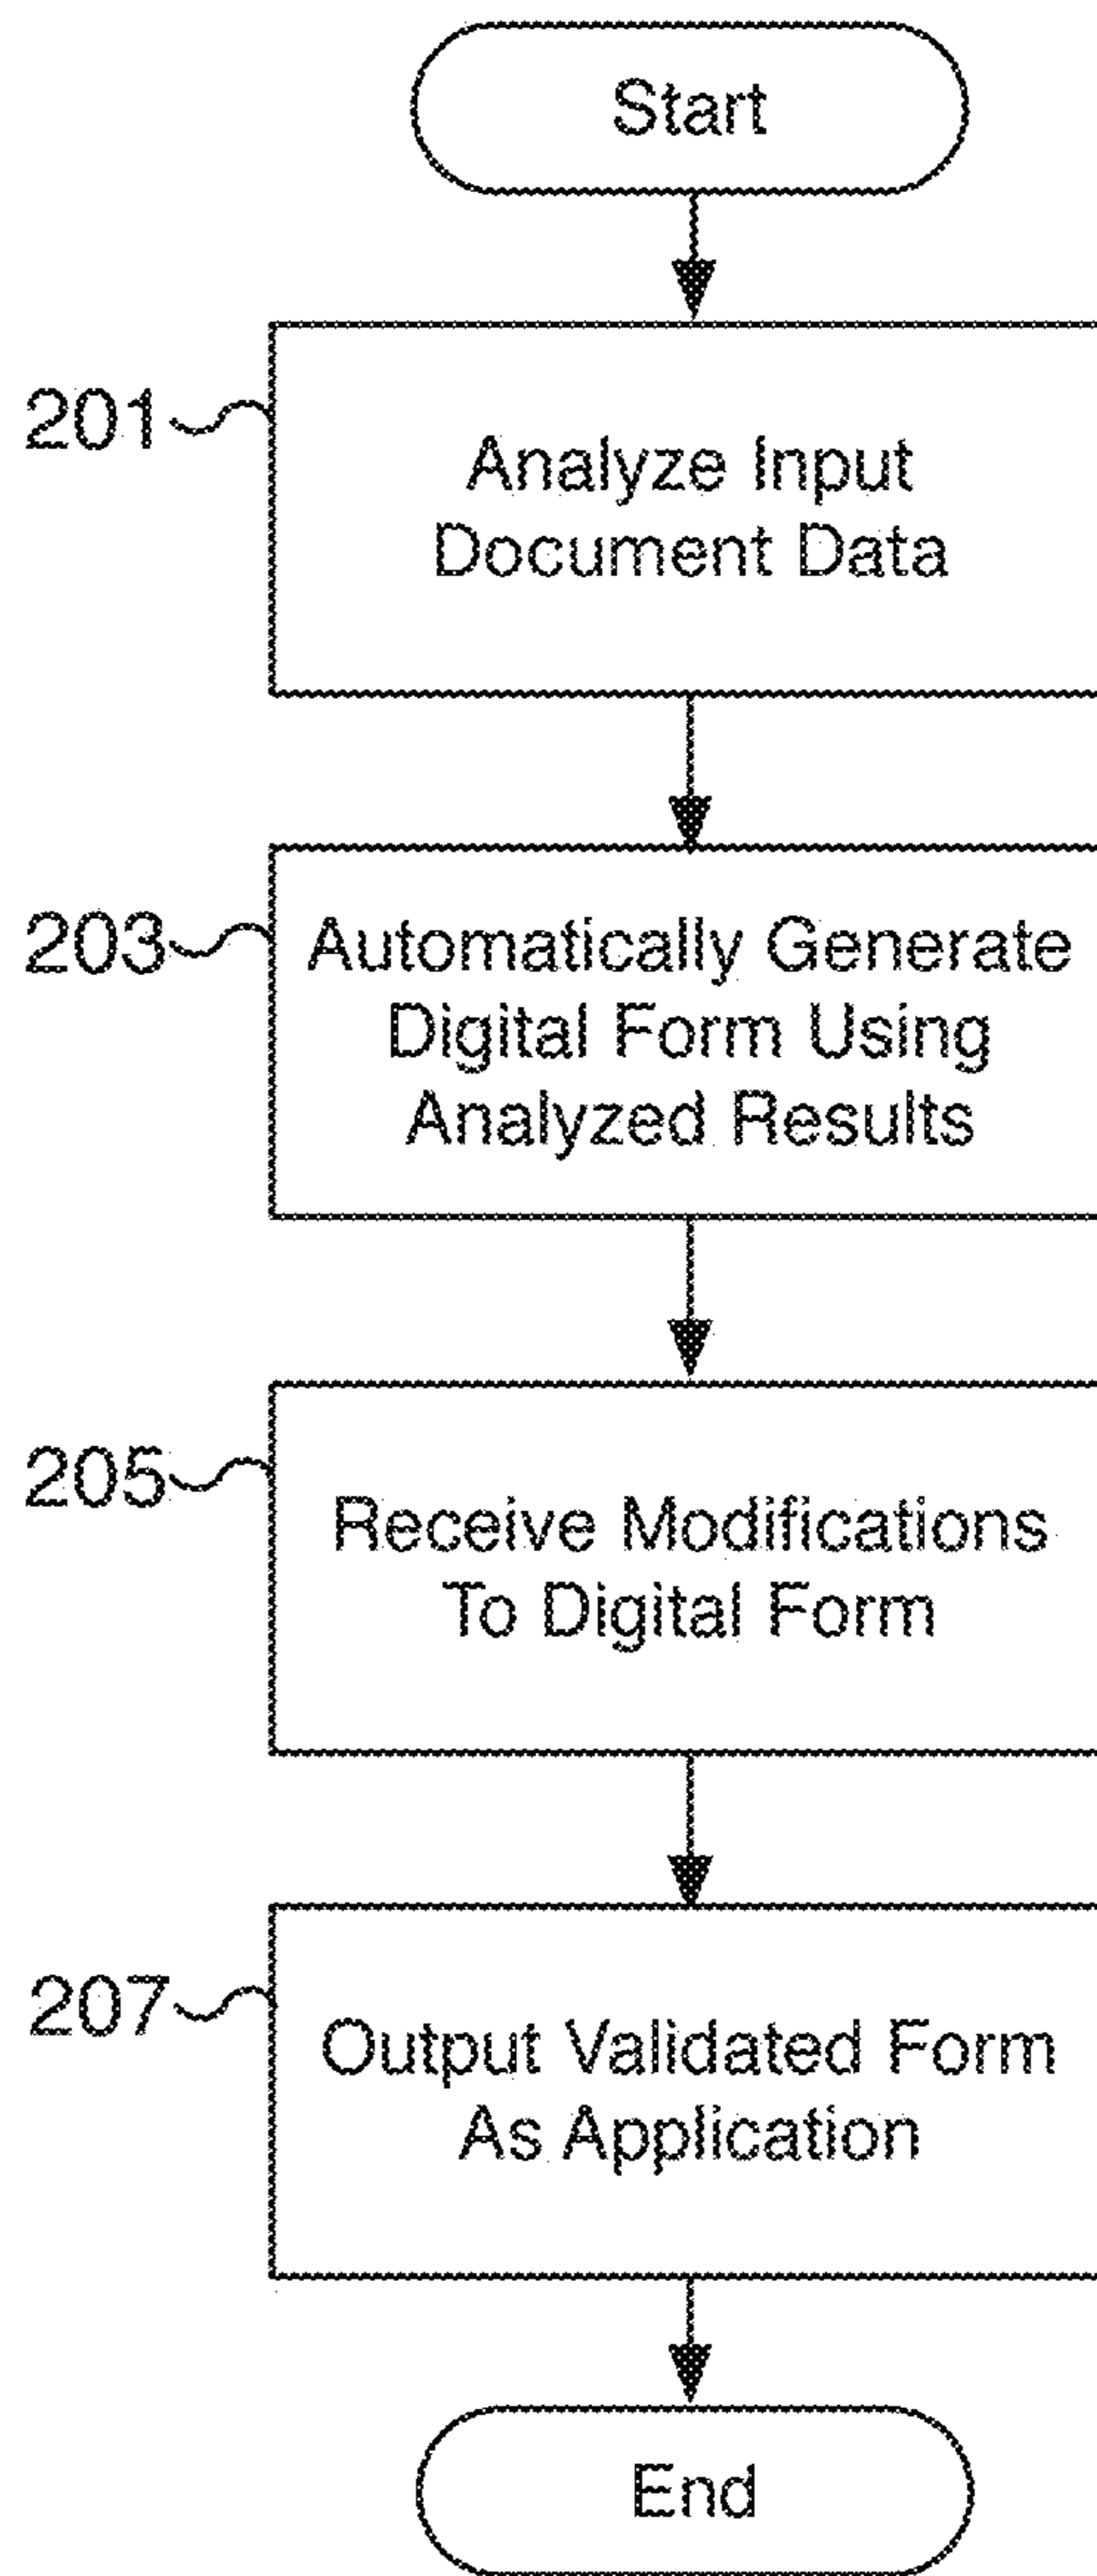 Start
201
Analyze Input
Document Data
203
Automatically Generate
Digital Form Using
Analyzed Results
205
Receive Modifications
To Digital Form
207
Output Validated Form
As Application
End